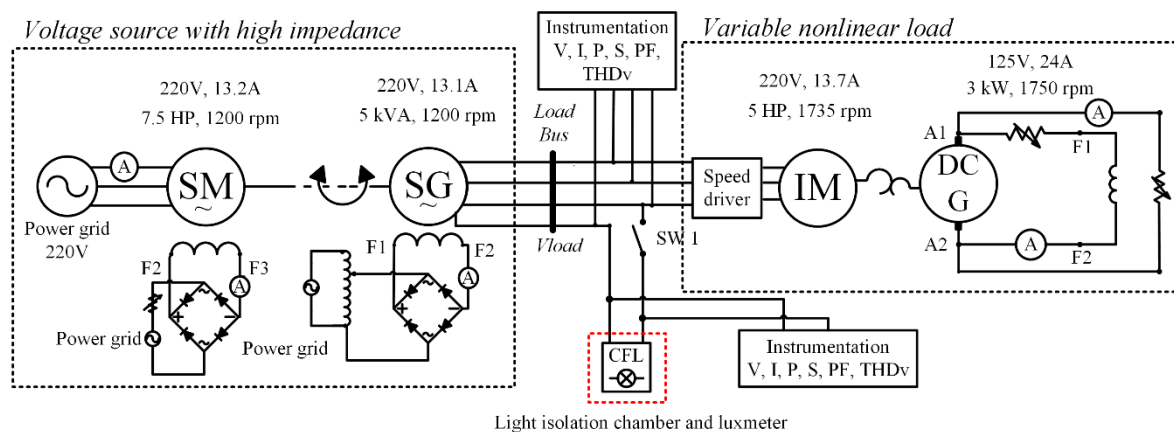 Voltage source with high impedance
Instrumentation
V, I, P, S, PF,
THDv
Variable nonlinear load
220V, 13.2A
7.5 HP, 1200 rpm
220V, 13.1A
5 kVA, 1200 rpm
Load
Bus
220V, 13.7A
5 HP, 1735 rpm
125V, 24A
3 kW, 1750 rpm
A
SM
~
SG
~
Speed
driver
IM
A
A1
F1
DC
G
A2
A
F2
Power grid
220V
Vload
SW 1
F2
F3
A
+
−
~
~
Power grid
F1
F2
A
+
−
~
~
Power grid
CFL
Instrumentation
V, I, P, S, PF, THDv
Light isolation chamber and luxmeter